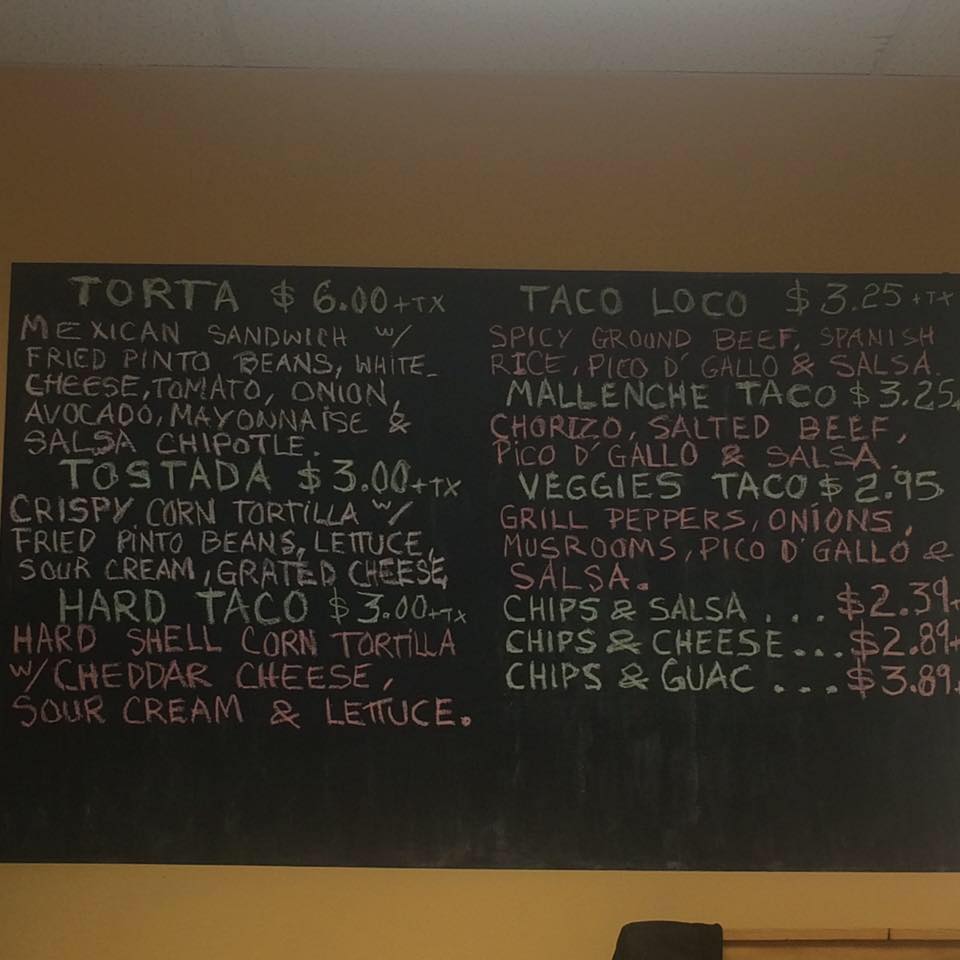 TORTA $6.00+TX
MEXICAN SANDWICH W/
FRIED PINTO BEANS, WHITE
CHEESE, TOMATO, ONION,
AVOCADO, MAYONNAISE &
SALSA CHIPOTLE.
TOSTADA $3.00+TX
CRISPY CORN TORTILLA W/
FRIED PINTO BEANS, LETTUCE,
SOUR CREAM, GRATED CHEESE
HARD TACO $3.00+TX
HARD SHELL CORN TORTILLA
W/CHEDDAR CHEESE,
SOUR CREAM & LETTUCE.
TACO LOCO $3.25+TX
SPICY GROUND BEEF, SPANISH
RICE, PICO D'GALLO & SALSA.
MALLENCHE TACO $3.25
CHORIZO, SALTED BEEF,
PICO D'GALLO & SALSA.
VEGGIES TACO $2.95
GRILL PEPPERS, ONIONS,
MUSROOMS, PICO D'GALLO &
SALSA.
CHIPS & SALSA ... $2.39+
CHIPS & CHEESE... $2.89+
CHIPS & GUAC .... $3.89